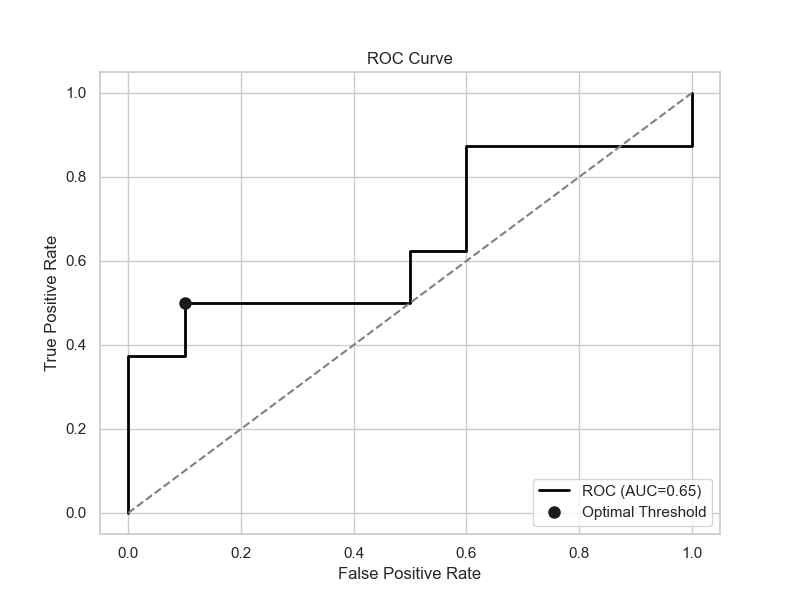 ROC Curve
True Positive Rate
1.0
0.8
0.6
0.4
0.2
0.0
0.0 0.2 0.4 0.6 0.8 1.0
False Positive Rate
ROC (AUC=0.65)
Optimal Threshold